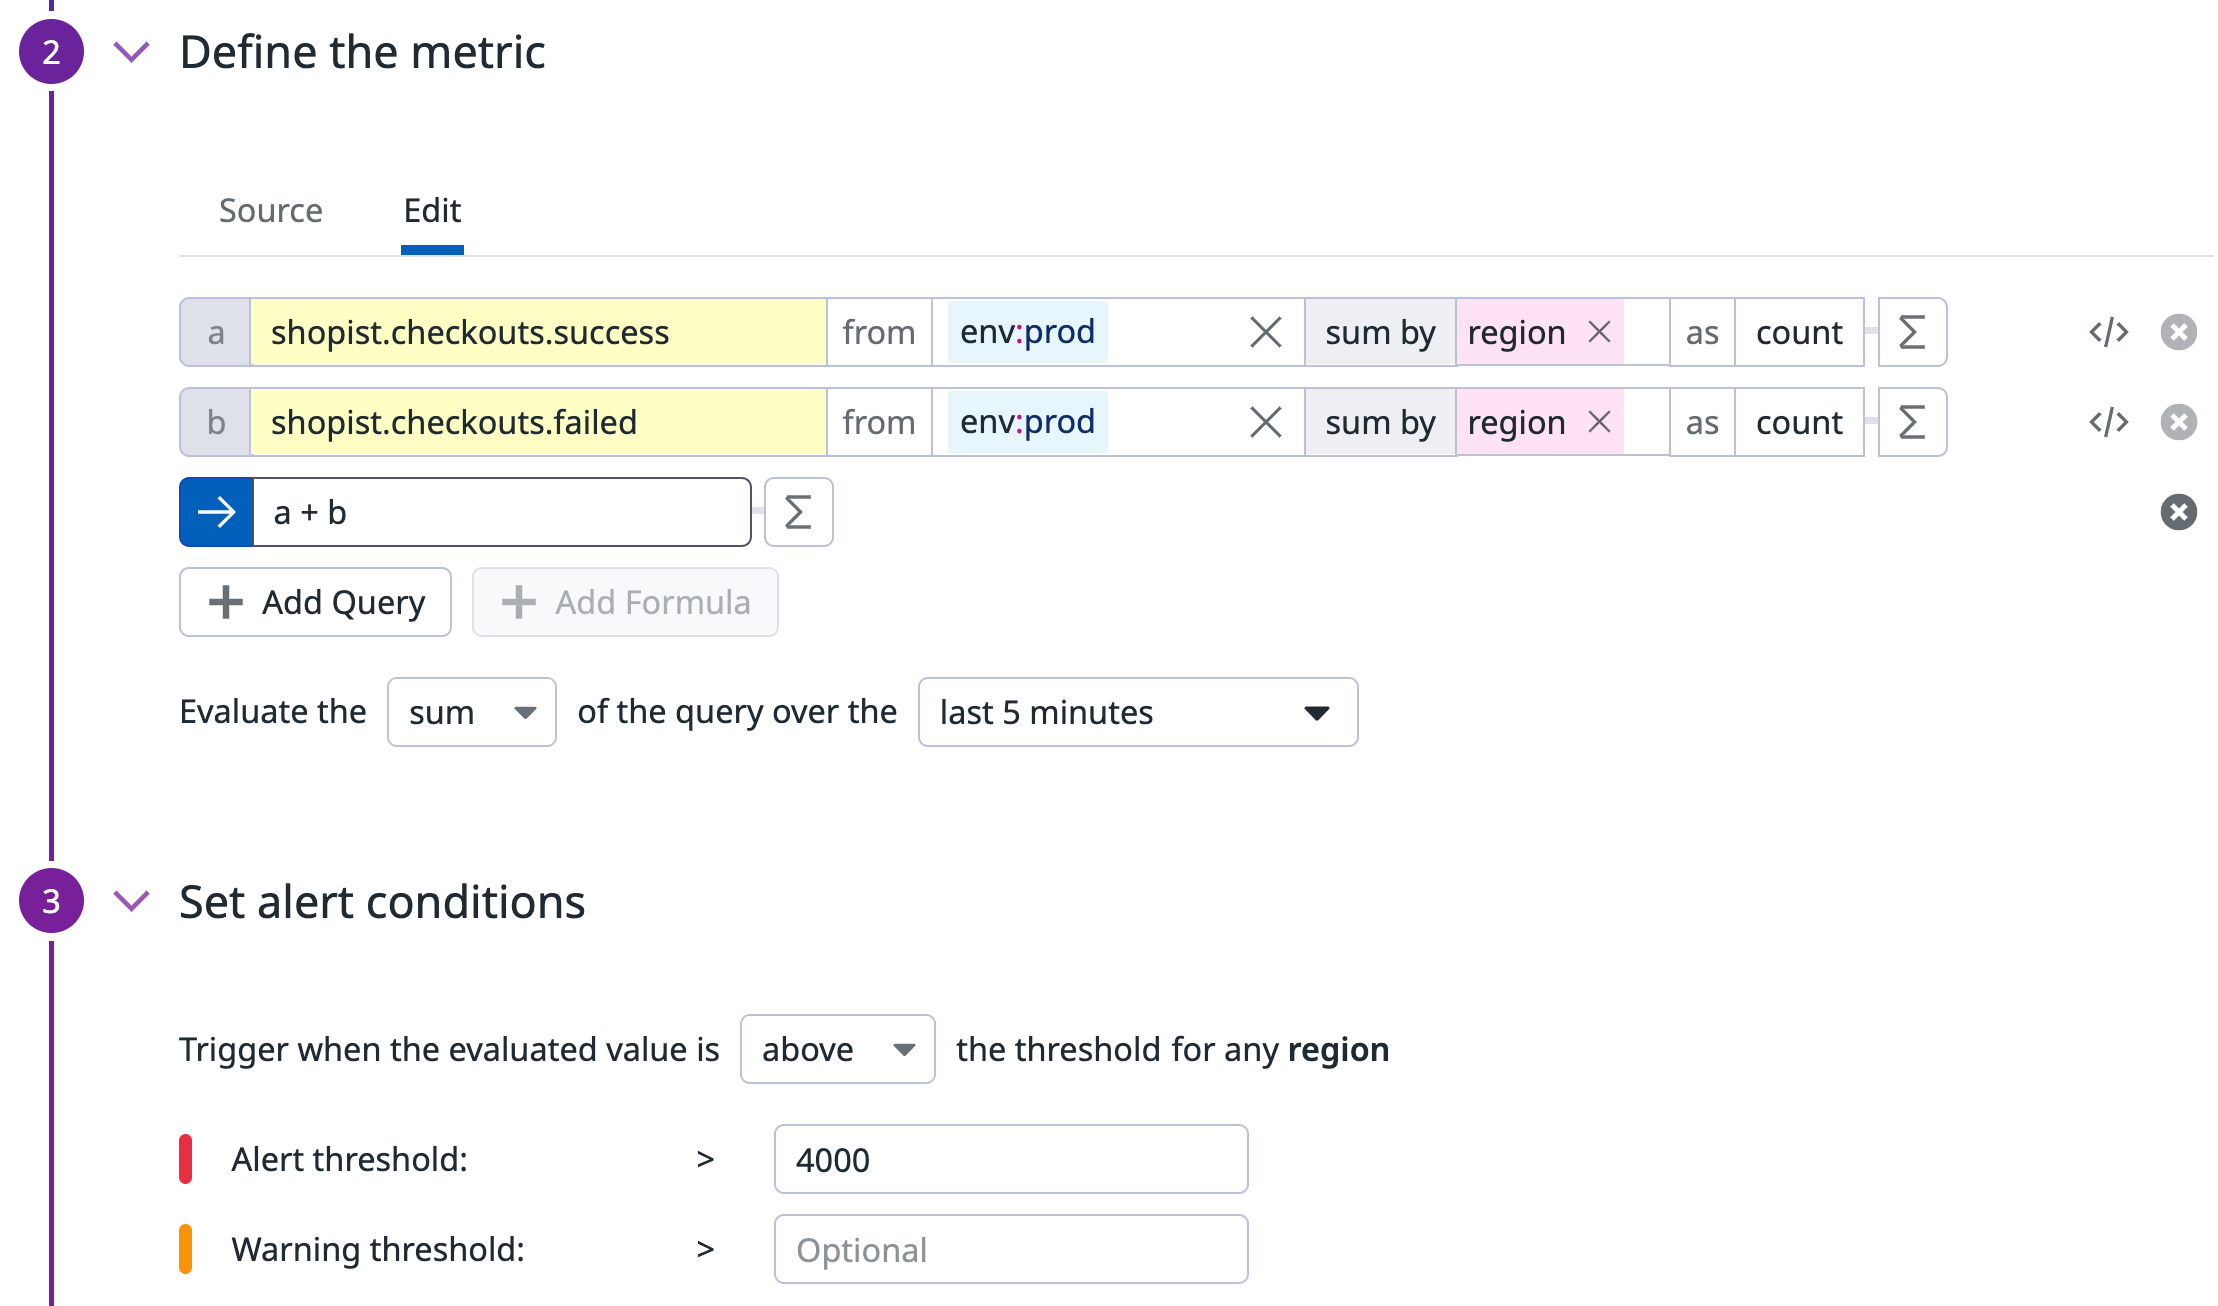 2 Define the metric
Source Edit
a shopist.checkouts.success from env:prod sum by region as count Σ </>
b shopist.checkouts.failed from env:prod sum by region as count Σ </>
a + b Σ
+ Add Query + Add Formula
Evaluate the sum of the query over the last 5 minutes
3 Set alert conditions
Trigger when the evaluated value is above the threshold for any region
Alert threshold: > 4000
Warning threshold: > Optional